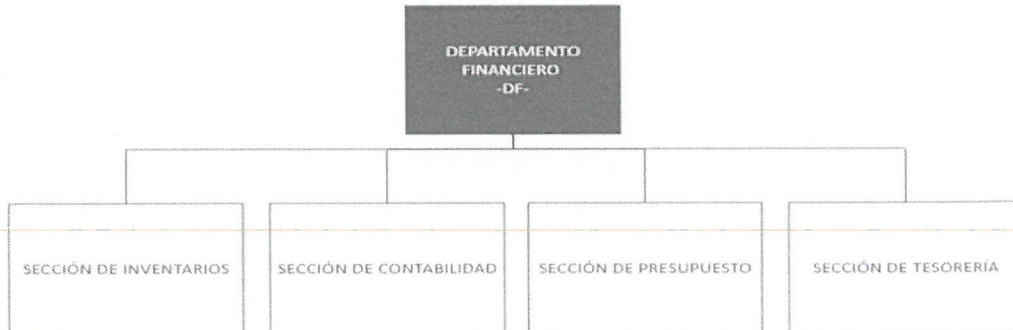 DEPARTAMENTO
FINANCIERO
-DF-
SECCIÓN DE INVENTARIOS
SECCIÓN DE CONTABILIDAD
SECCIÓN DE PRESUPUESTO
SECCIÓN DE TESORERÍA